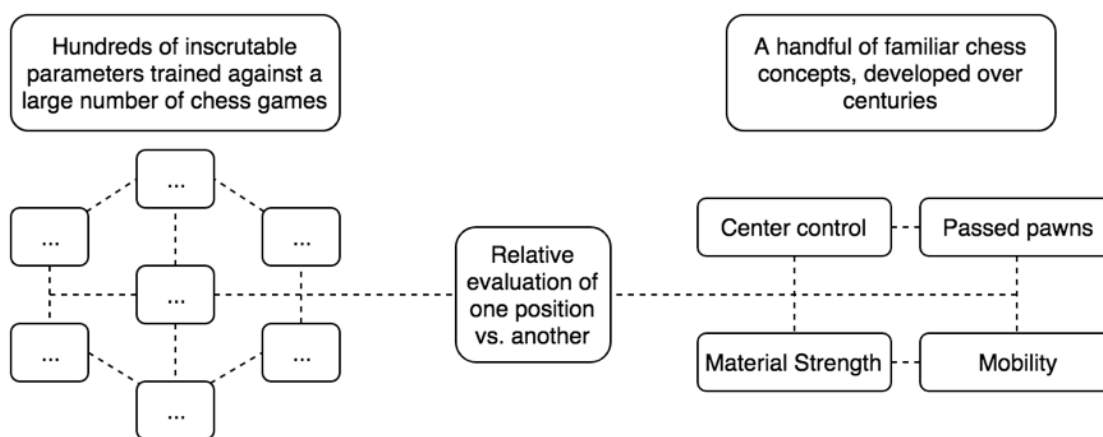 Hundreds of inscrutable
parameters trained against a
large number of chess games
A handful of familiar chess
concepts, developed over
centuries
...
...
...
...
...
...
...
Relative
evaluation of
one position
vs. another
Center control
Passed pawns
Material Strength
Mobility